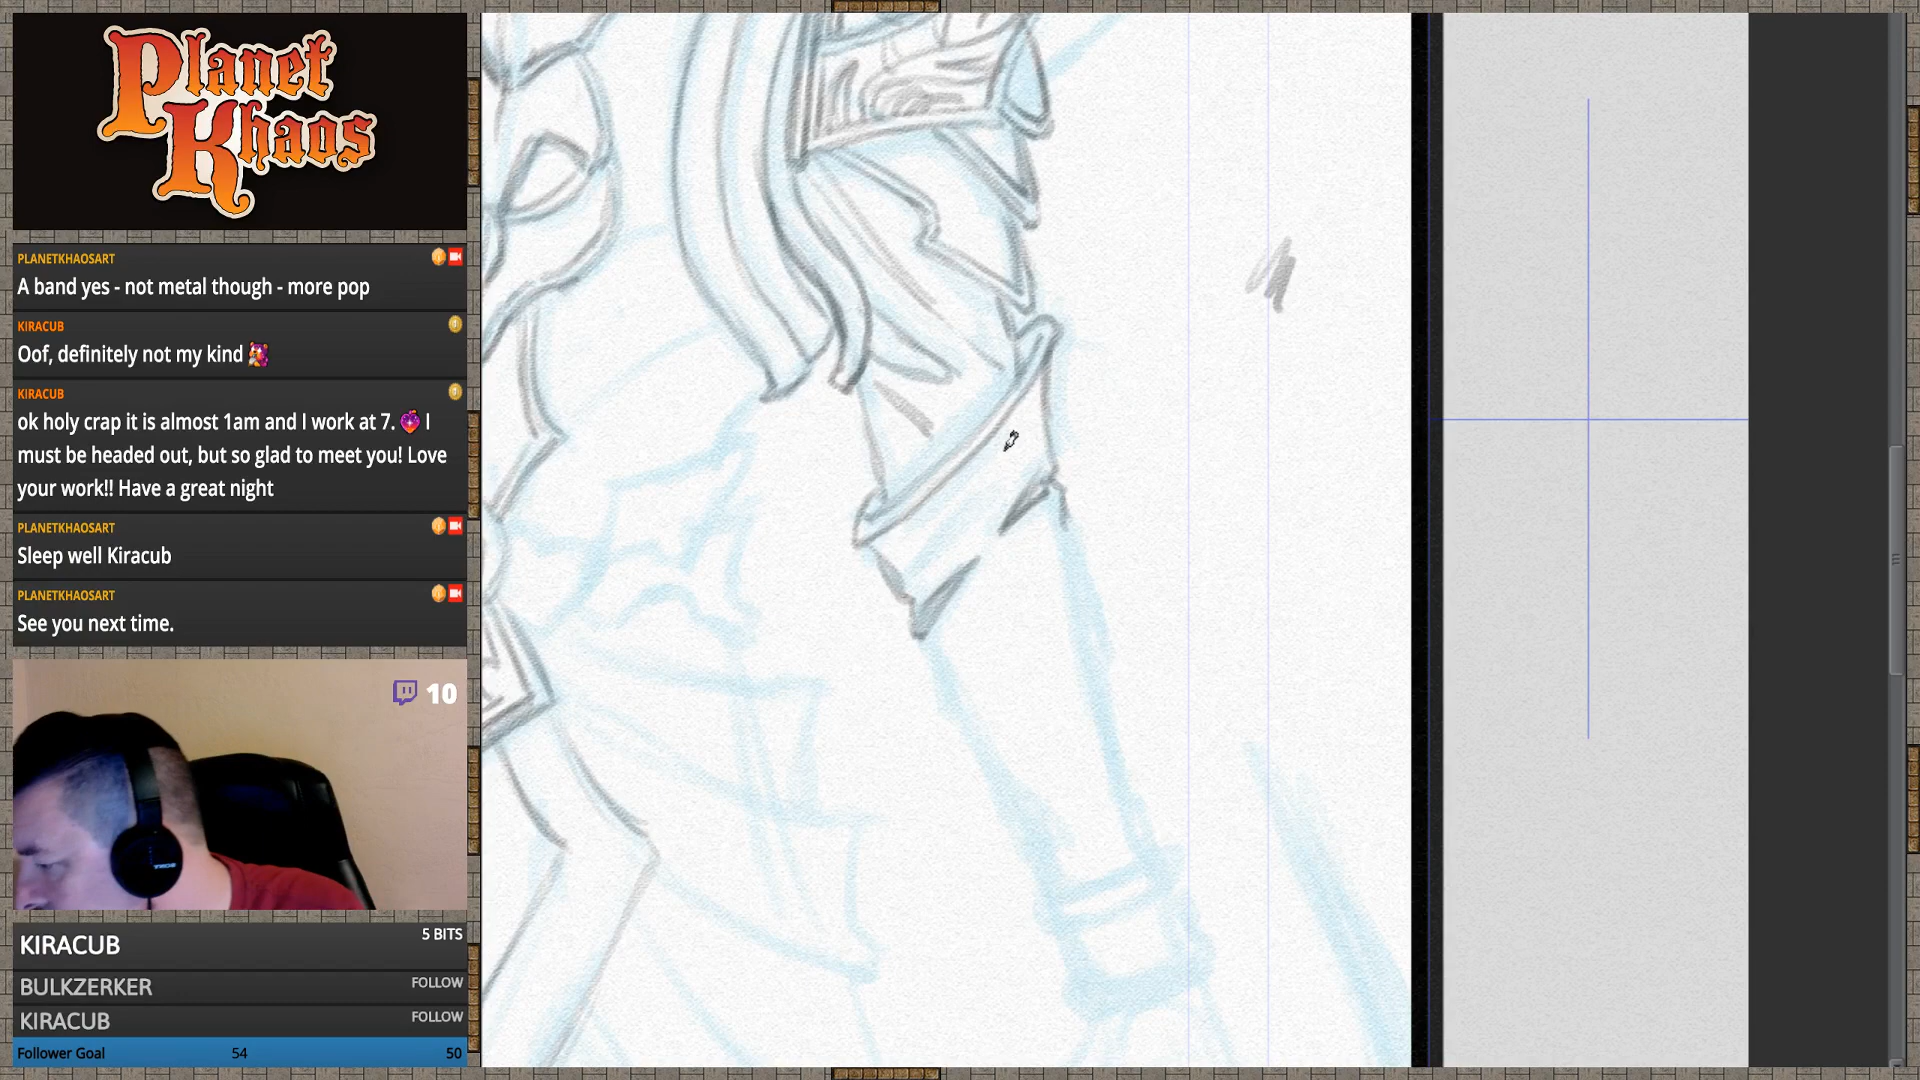 Planet
Khaos
PLANETKHAOSART
A band yes - not metal though - more pop
KIRACUB
Oof, definitely not my kind
KIRACUB
ok holy crap it is almost 1am and I work at 7. I
must be headed out, but so glad to meet you! Love
your work!! Have a great night
PLANETKHAOSART
Sleep well Kiracub
PLANETKHAOSART
See you next time.
10
KIRACUB 5 BITS
BULKZERKER FOLLOW
KIRACUB FOLLOW
Follower Goal 54 50